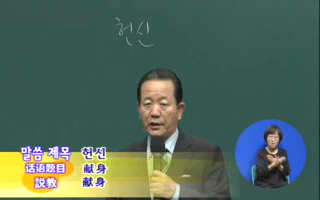 헌신
말씀 제목 헌신
话语题目 献身
説教 献身